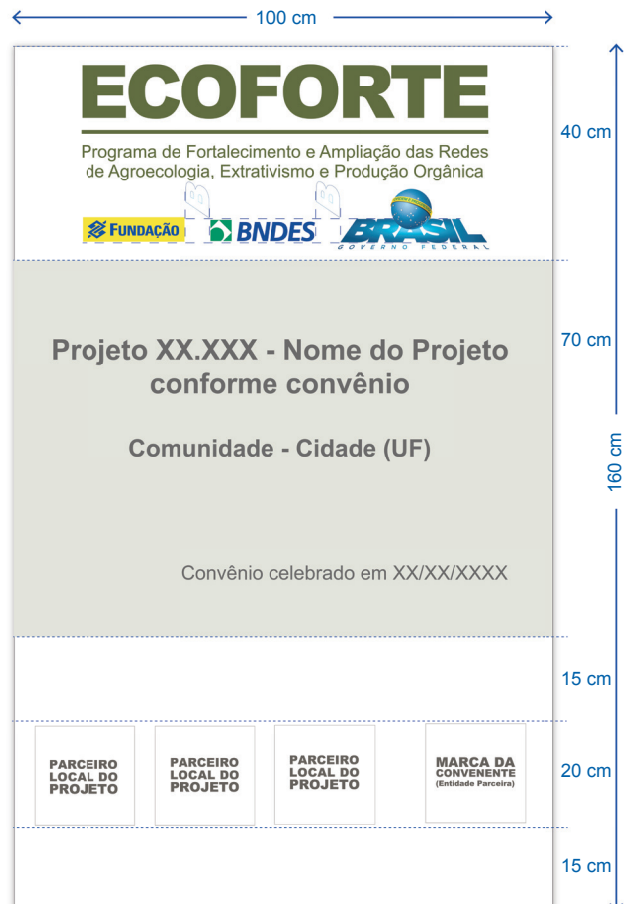 100 cm
ECOFORTE
Programa de Fortalecimento e Ampliação das Redes
de Agroecologia, Extrativismo e Produção Orgânica
B B
FUNDAÇÃO BNDES BRASIL
GOVERNO FEDERAL
40 cm
Projeto XX.XXX - Nome do Projeto
conforme convênio
Comunidade - Cidade (UF)
Convênio celebrado em XX/XX/XXXX
70 cm
160 cm
15 cm
PARCEIRO
LOCAL DO
PROJETO
PARCEIRO
LOCAL DO
PROJETO
PARCEIRO
LOCAL DO
PROJETO
MARCA DA
CONVENENTE
(Entidade Parceira)
20 cm
15 cm